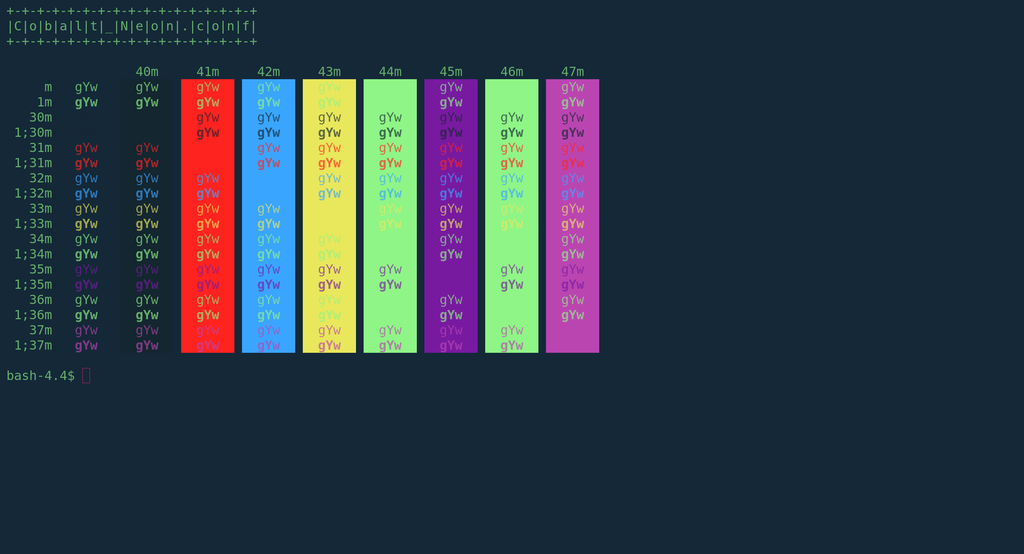 +-+-+-+-+-+-+-+-+-+-+-+-+-+-+-+-+
|C|o|b|a|l|t|_|N|e|o|n|.|c|o|n|f|
+-+-+-+-+-+-+-+-+-+-+-+-+-+-+-+-+
40m 41m 42m 43m 44m 45m 46m 47m
m gYw gYw gYw gYw gYw gYw gYw
1m gYw gYw gYw gYw gYw gYw gYw
30m gYw gYw gYw gYw gYw gYw gYw
1;30m gYw gYw gYw gYw gYw gYw gYw
31m gYw gYw gYw gYw gYw gYw gYw gYw
1;31m gYw gYw gYw gYw gYw gYw gYw gYw
32m gYw gYw gYw gYw gYw gYw gYw gYw
1;32m gYw gYw gYw gYw gYw gYw gYw gYw
33m gYw gYw gYw gYw gYw gYw gYw gYw
1;33m gYw gYw gYw gYw gYw gYw gYw gYw
34m gYw gYw gYw gYw gYw gYw gYw
1;34m gYw gYw gYw gYw gYw gYw gYw
35m gYw gYw gYw gYw gYw gYw gYw gYw
1;35m gYw gYw gYw gYw gYw gYw gYw gYw
36m gYw gYw gYw gYw gYw gYw gYw
1;36m gYw gYw gYw gYw gYw gYw gYw
37m gYw gYw gYw gYw gYw gYw gYw gYw
1;37m gYw gYw gYw gYw gYw gYw gYw gYw
bash-4.4$